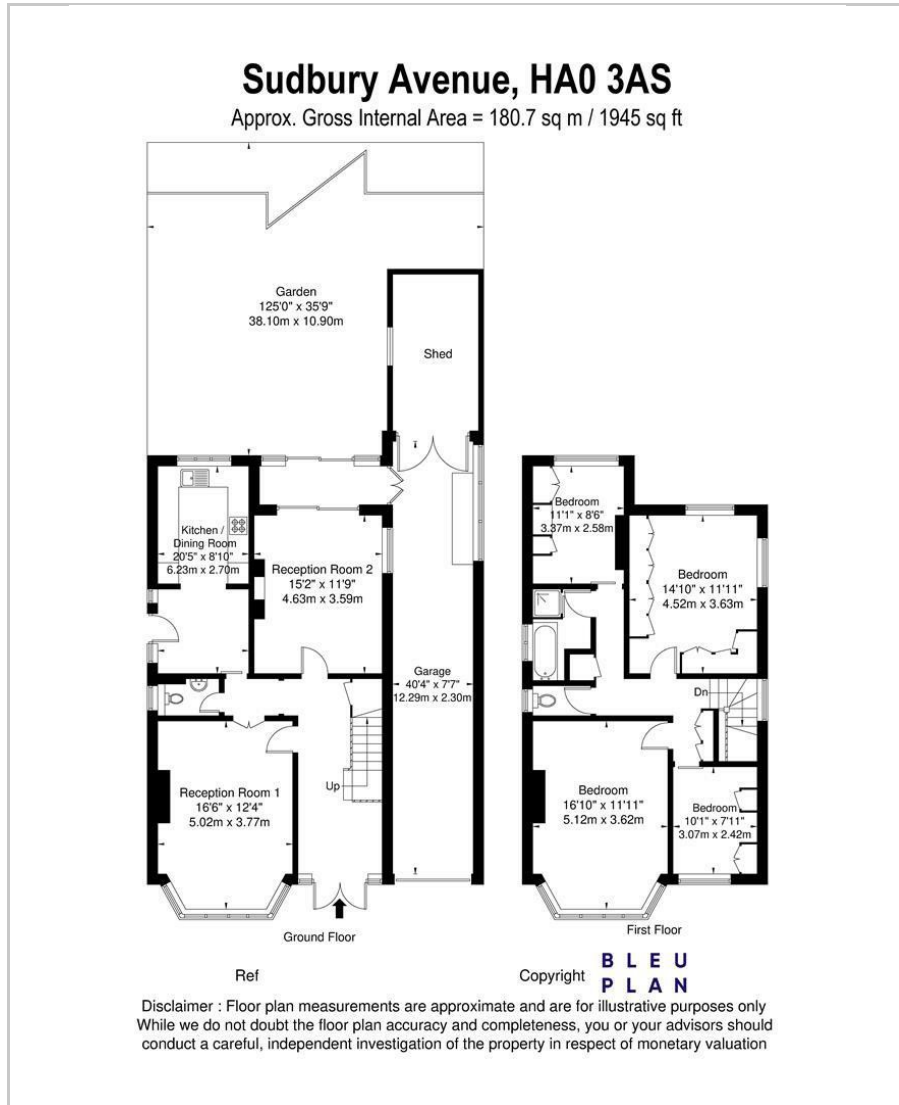 Sudbury Avenue, HA0 3AS
Approx. Gross Internal Area = 180.7 sq m / 1945 sq ft
Garden
125'0" x 35'9"
38.10m x 10.90m
Shed
Kitchen /
Dining Room
20'5" x 8'10"
6.23m x 2.70m
Reception Room 2
15'2" x 11'9"
4.63m x 3.59m
Garage
40'4" x 7'7"
12.29m x 2.30m
Reception Room 1
16'6" x 12'4"
5.02m x 3.77m
Up
Ground Floor
Bedroom
11'1" x 8'6"
3.37m x 2.58m
Bedroom
14'10" x 11'11"
4.52m x 3.63m
Dn
Bedroom
16'10" x 11'11"
5.12m x 3.62m
Bedroom
10'1" x 7'11"
3.07m x 2.42m
First Floor
Ref
Copyright
BLEU
PLAN
Disclaimer : Floor plan measurements are approximate and are for illustrative purposes only
While we do not doubt the floor plan accuracy and completeness, you or your advisors should
conduct a careful, independent investigation of the property in respect of monetary valuation